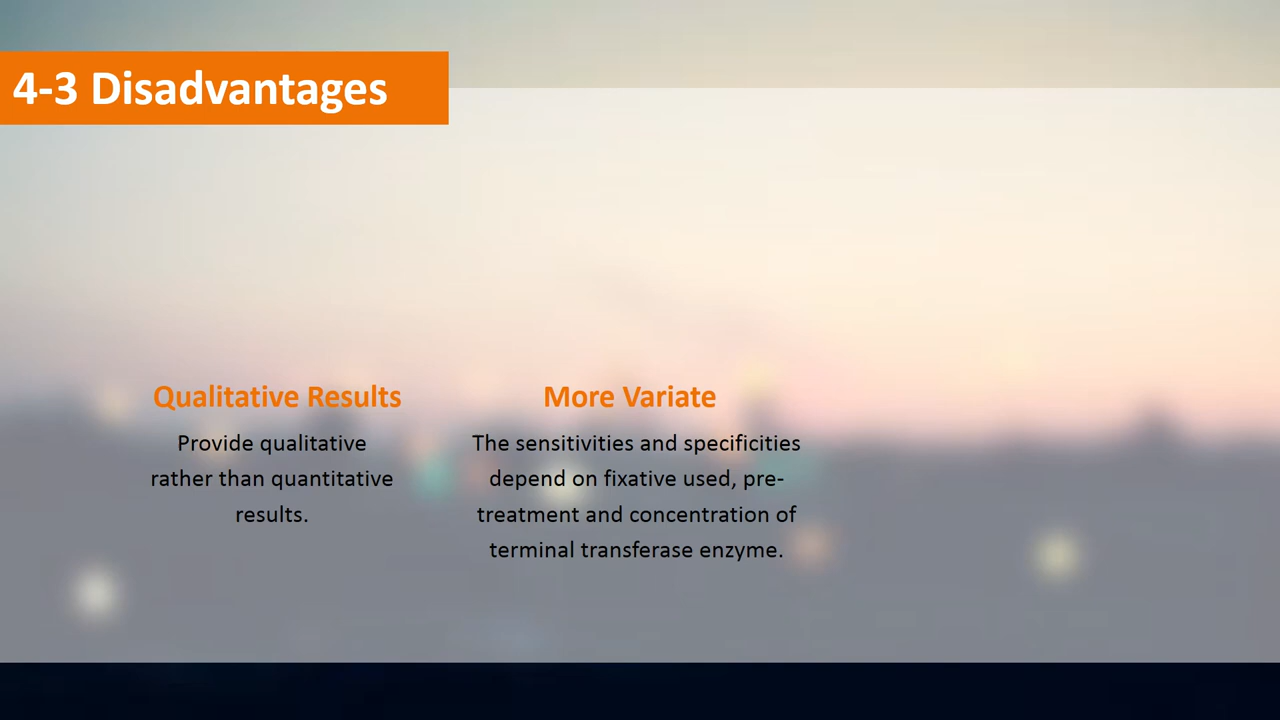 4-3 Disadvantages
Qualitative Results
Provide qualitative
rather than quantitative
results.
More Variate
The sensitivities and specificities
depend on fixative used, pre-
treatment and concentration of
terminal transferase enzyme.